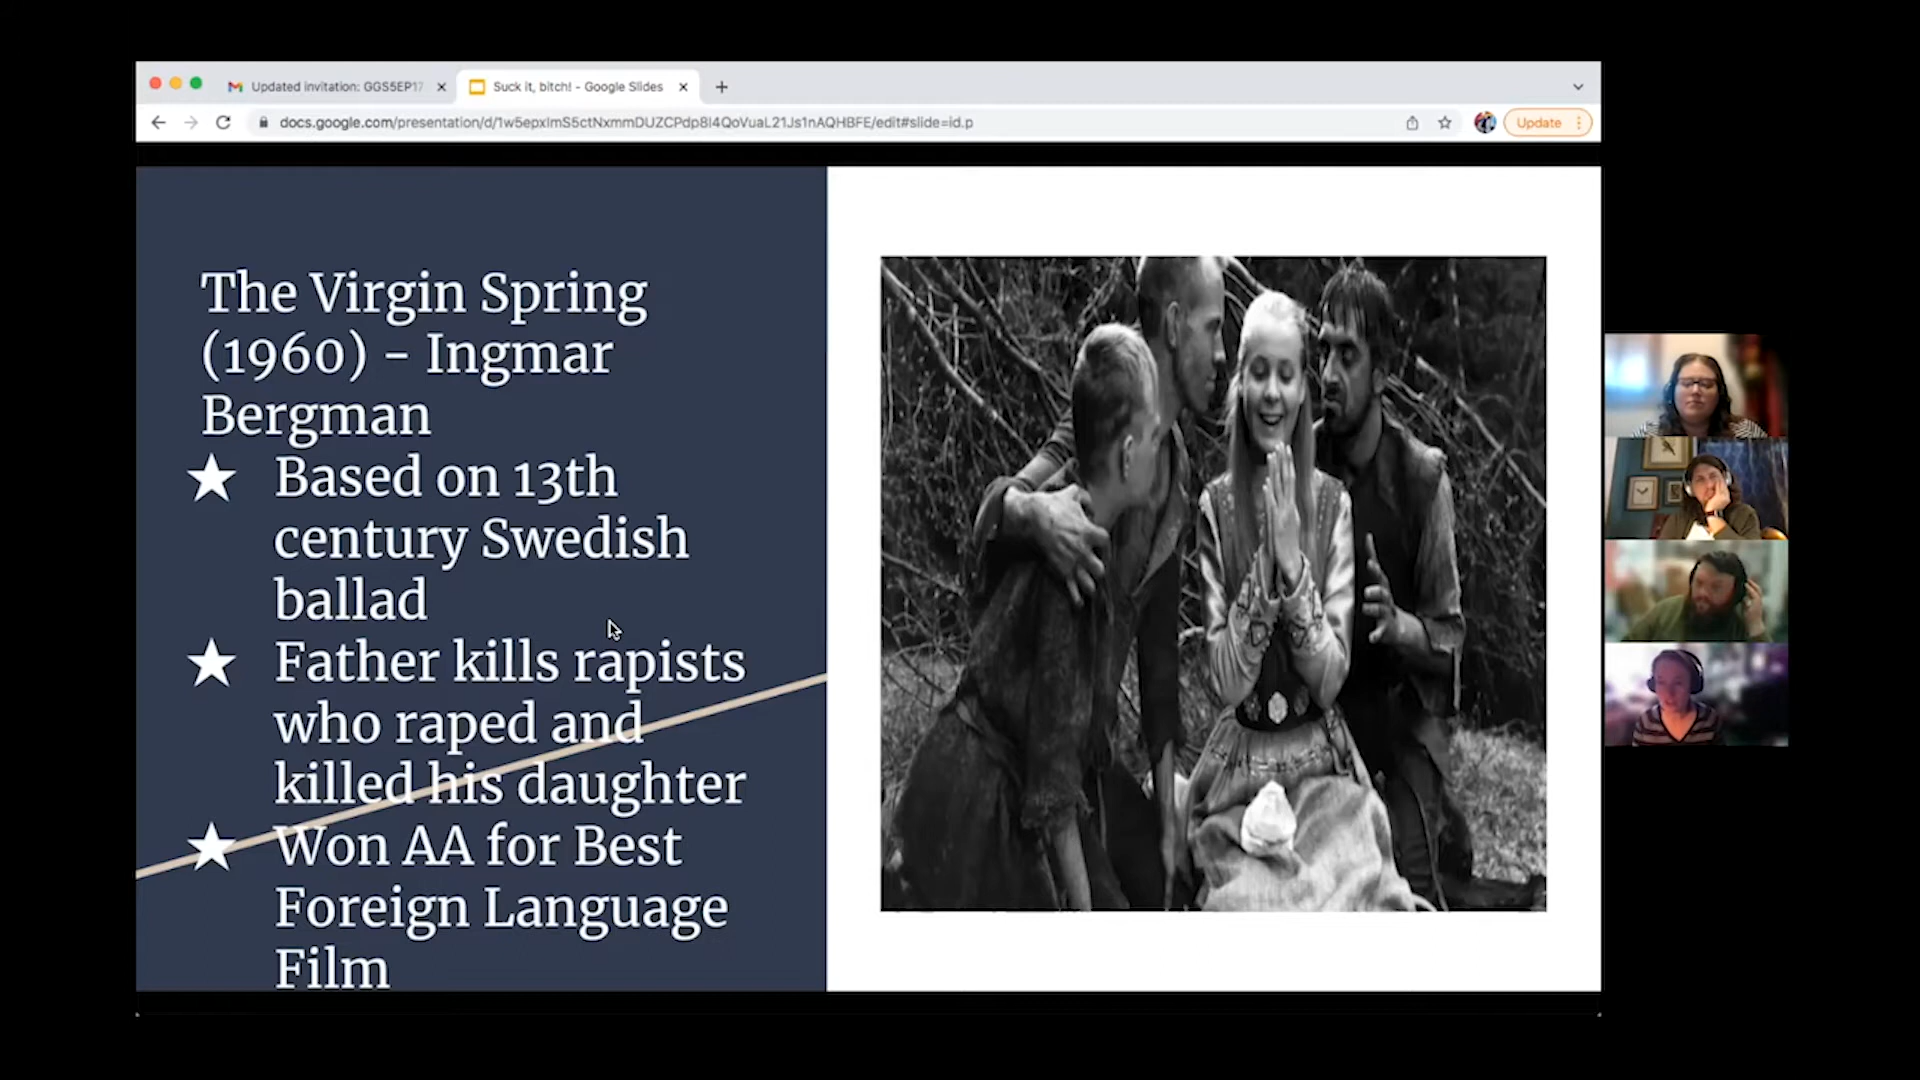 Updated invitation: GGS5EP17
Suck it, bitch! - Google Slides
docs.google.com/presentation/d/1w5epxImS5ctNxmmDUZCPdp8I4QoVuaL21Js1nAQHBFE/edit#slide=id.p
Update
The Virgin Spring
(1960) - Ingmar
Bergman
★ Based on 13th
century Swedish
ballad
★ Father kills rapists
who raped and
killed his daughter
★ Won AA for Best
Foreign Language
Film